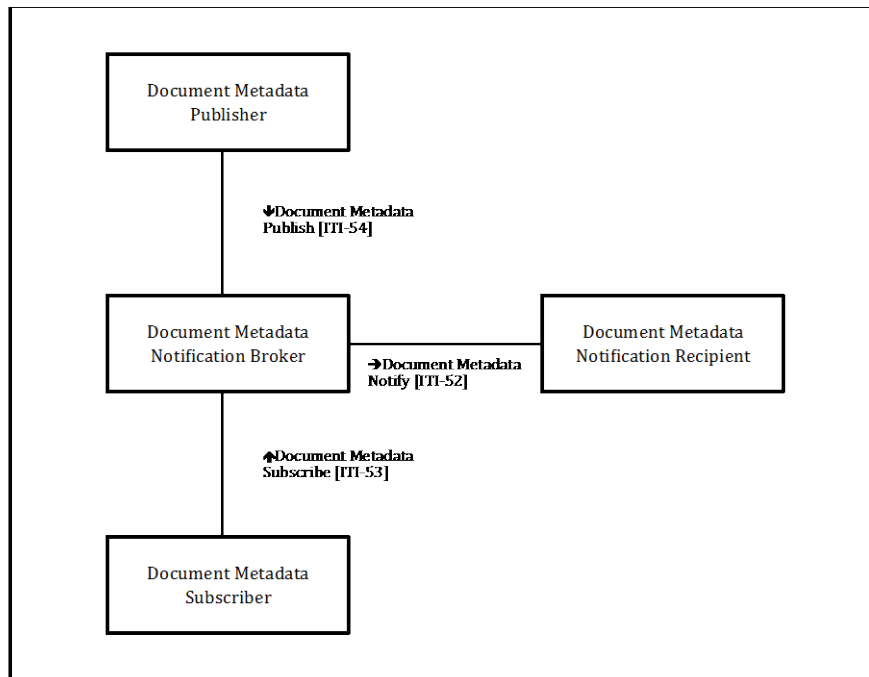 Document Metadata
Publisher
🡻Document Metadata
Publish [ITI-54]
Document Metadata
Notification Broker
Document Metadata
Notification Recipient
➔Document Metadata
Notify [ITI-52]
🡹Document Metadata
Subscribe [ITI-53]
Document Metadata
Subscriber